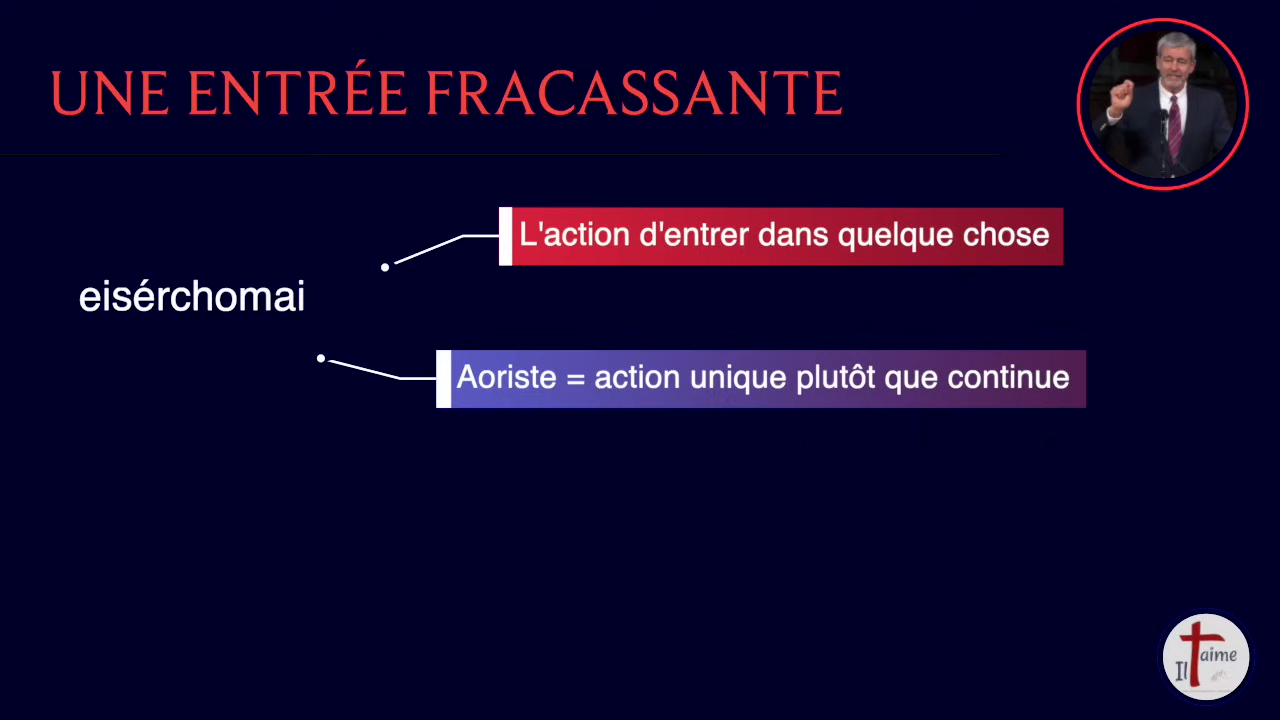 UNE ENTRÉE FRACASSANTE
L'action d'entrer dans quelque chose
eisérchomai
Aoriste = action unique plutôt que continue
Il t aime